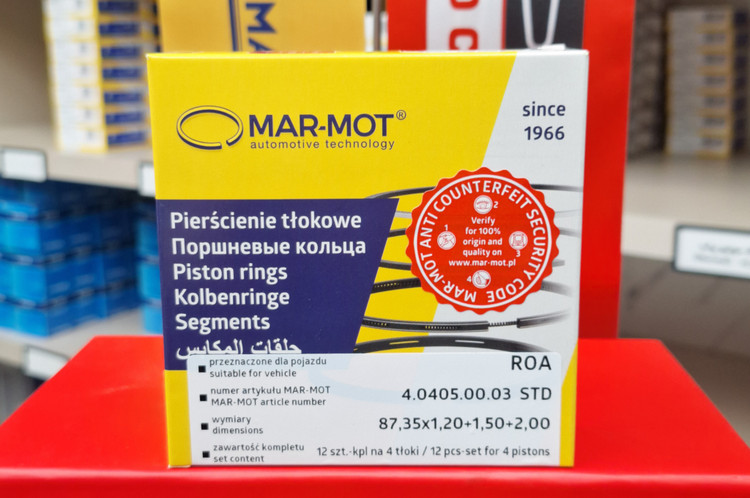 MAR-MOT®
automotive technology
since
1966
Pierścienie tłokowe
Поршневые кольца
Piston rings
Kolbenringe
Segments
حلقات المكابس
MAR-MOT ANTI COUNTERFEIT SECURITY CODE
1
2
3
4
Verify
for 100%
origin and
quality on
www.mar-mot.pl
przeznaczone dla pojazdu
suitable for vehicle
ROA
numer artykułu MAR-MOT
MAR-MOT article number
4.0405.00.03 STD
wymiary
dimensions
87,35x1,20+1,50+2,00
zawartość kompletu
set content
12 szt.-kpl na 4 tłoki / 12 pcs-set for 4 pistons